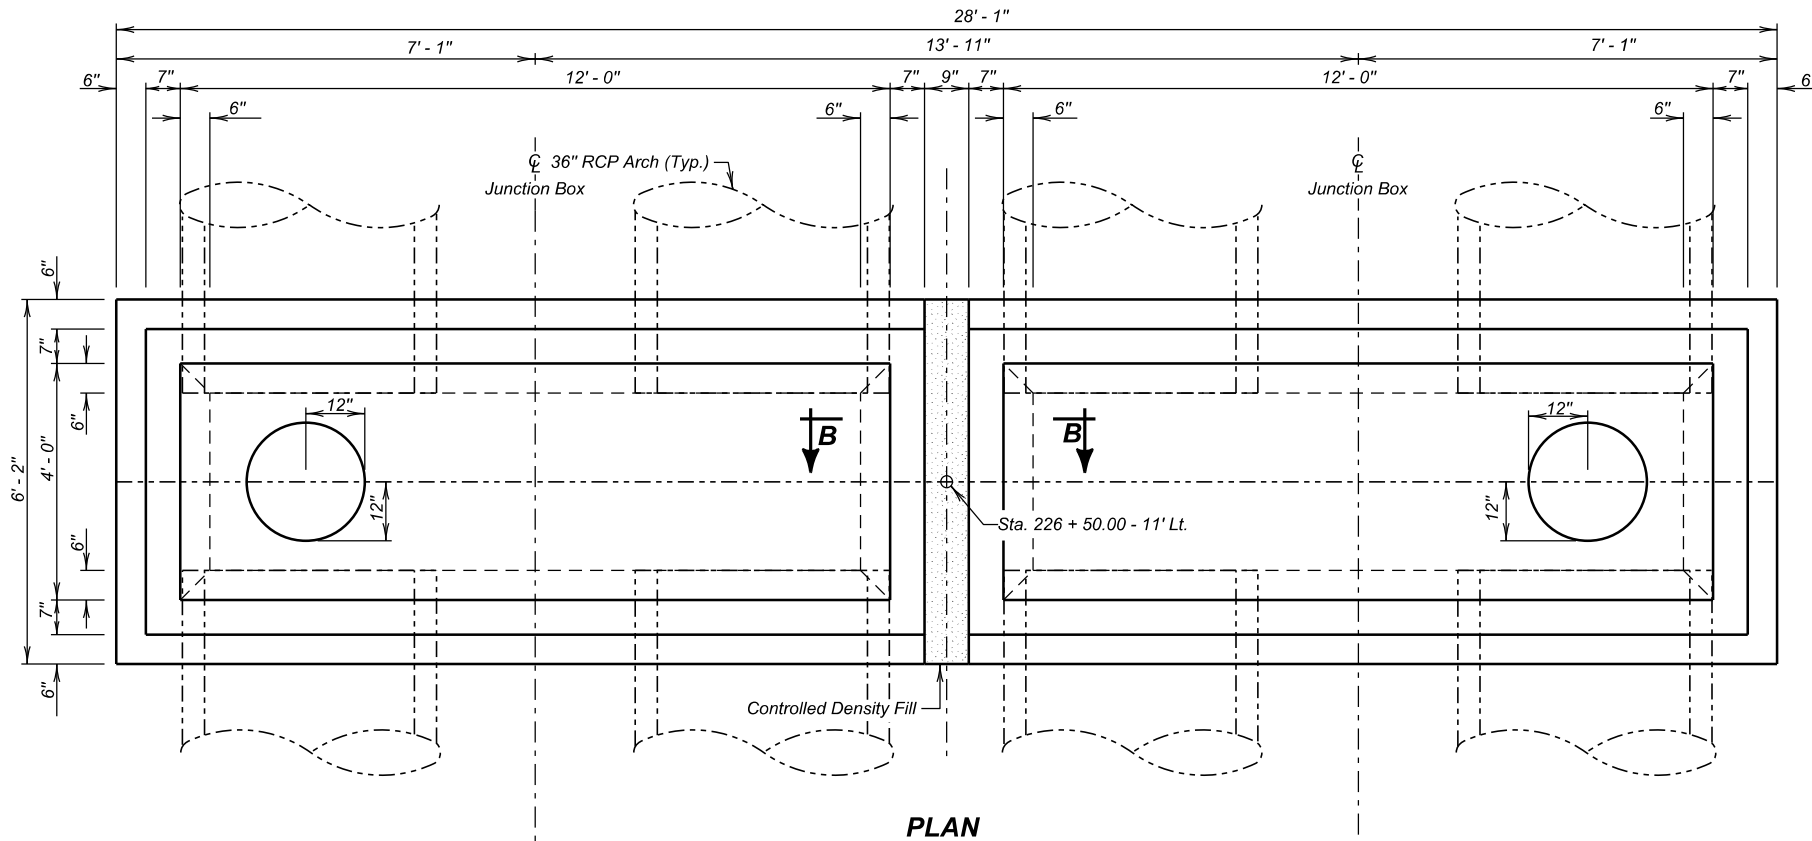 28' - 1"
7' - 1"
13' - 11"
7' - 1"
6"
7"
12' - 0"
7"
9"
7"
12' - 0"
7"
6
6"
6"
6"
6"
℄ 36" RCP Arch (Typ.)
Junction Box
℄
Junction Box
6"
7"
6"
12"
12"
B
B
4' - 0"
6' - 2"
12"
12"
Sta. 226 + 50.00 - 11' Lt.
6"
7"
6"
Controlled Density Fill
PLAN